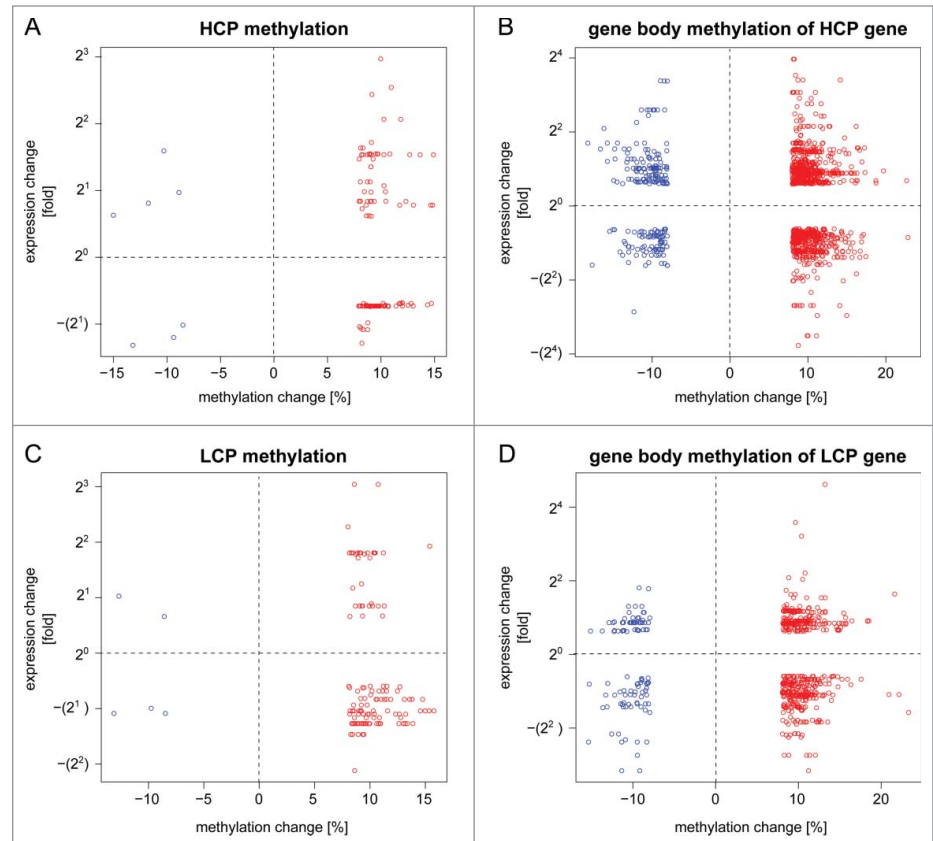 A
HCP methylation
2³
2²
2¹
2⁰
−(2¹)
expression change
[fold]
−15 −10 −5 0 5 10 15
methylation change [%]
B
gene body methylation of HCP gene
2⁴
2²
2⁰
−(2²)
−(2⁴)
expression change
[fold]
−10 0 10 20
methylation change [%]
C
LCP methylation
2³
2²
2¹
2⁰
−(2¹)
−(2²)
expression change
[fold]
−10 −5 0 5 10 15
methylation change [%]
D
gene body methylation of LCP gene
2⁴
2²
2⁰
−(2²)
expression change
[fold]
−10 0 10 20
methylation change [%]